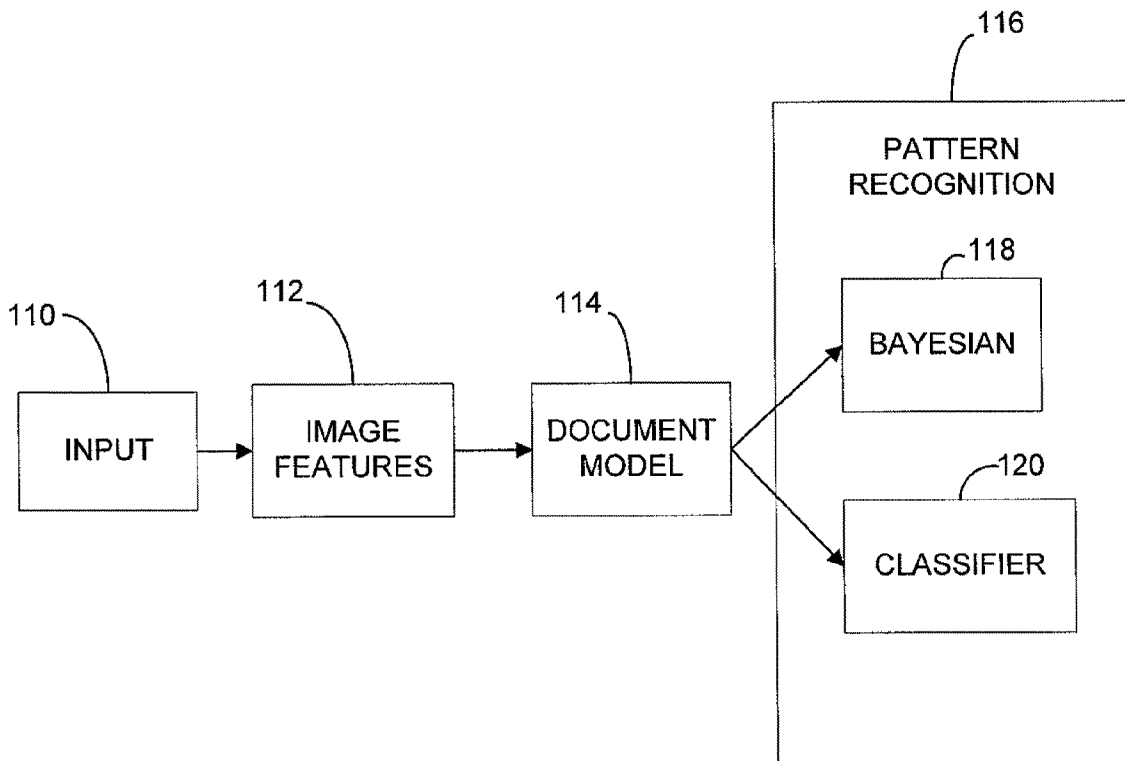 116
PATTERN
RECOGNITION
118
BAYESIAN
110
INPUT
112
IMAGE
FEATURES
114
DOCUMENT
MODEL
120
CLASSIFIER